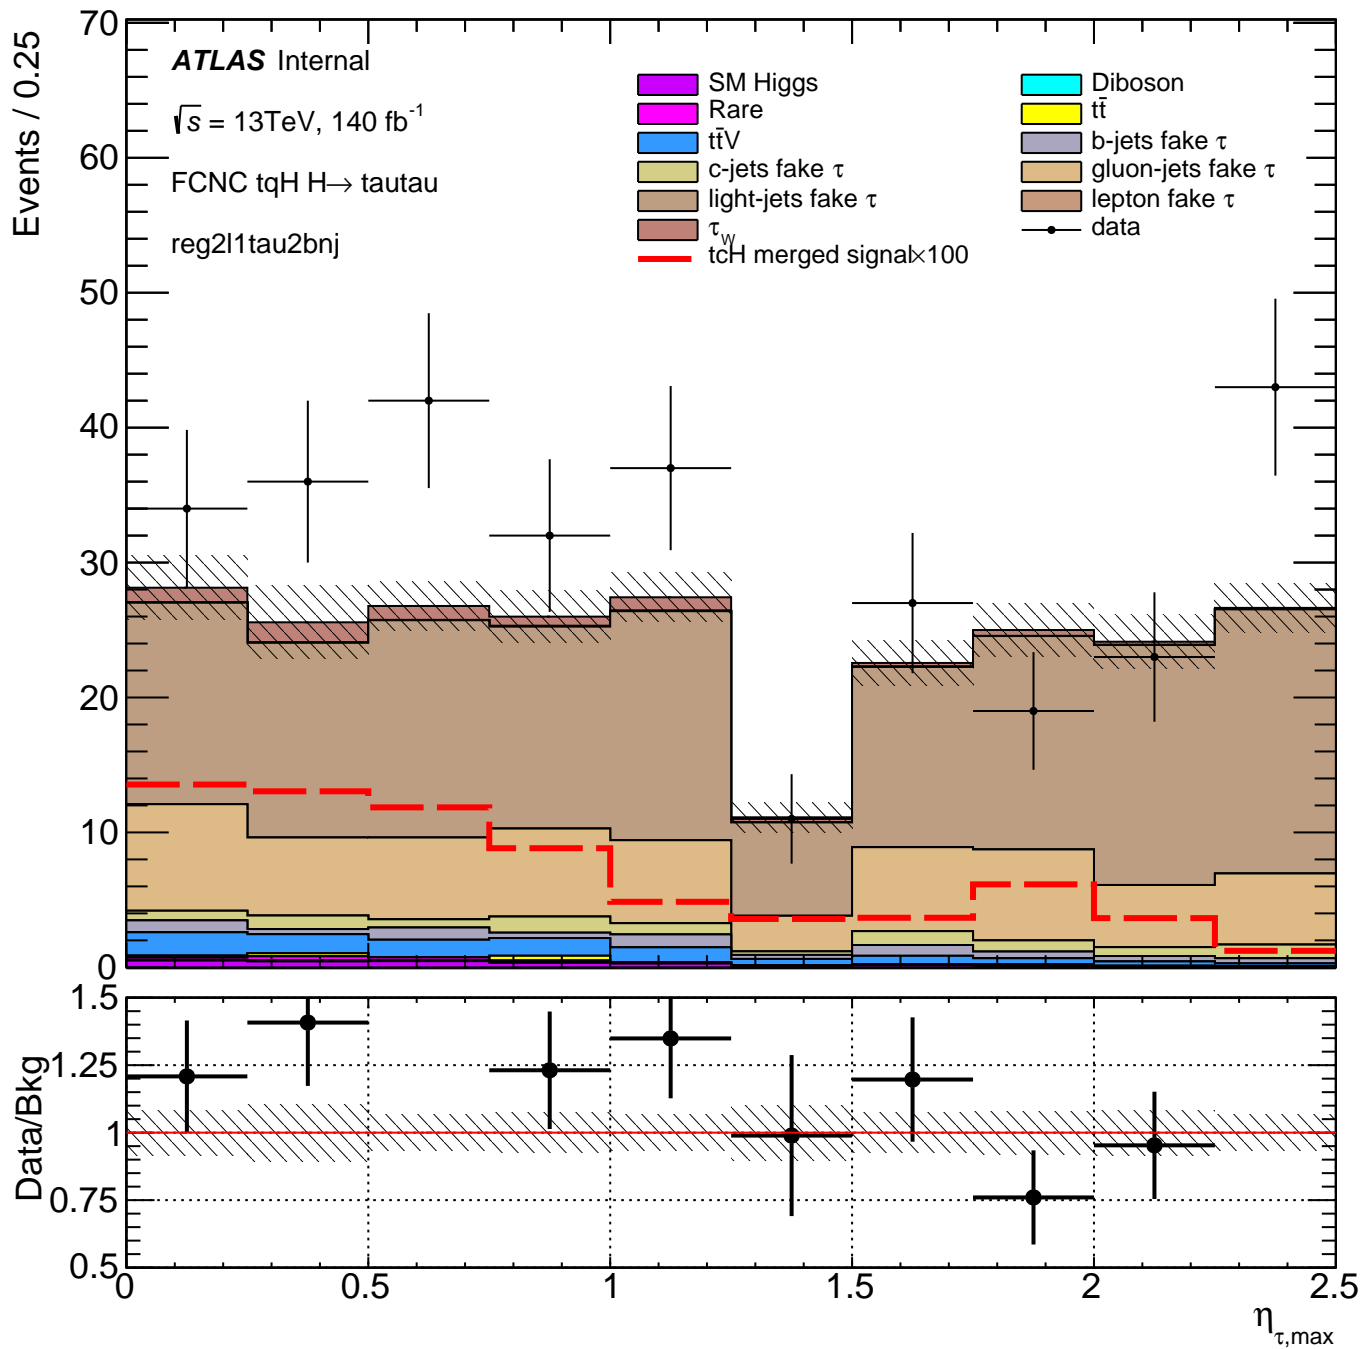 Events / 0.25
70
60
50
40
30
20
10
0
ATLAS Internal
√s = 13TeV, 140 fb⁻¹
FCNC tqH H→ tautau
reg2l1tau2bnj
SM Higgs
Rare
tt̄V
c-jets fake τ
light-jets fake τ
τ_W
tcH merged signal×100
Diboson
tt̄
b-jets fake τ
gluon-jets fake τ
lepton fake τ
data
Data/Bkg
1.5
1.25
1
0.75
0.5
0 0.5 1 1.5 2 2.5
η_τ,max